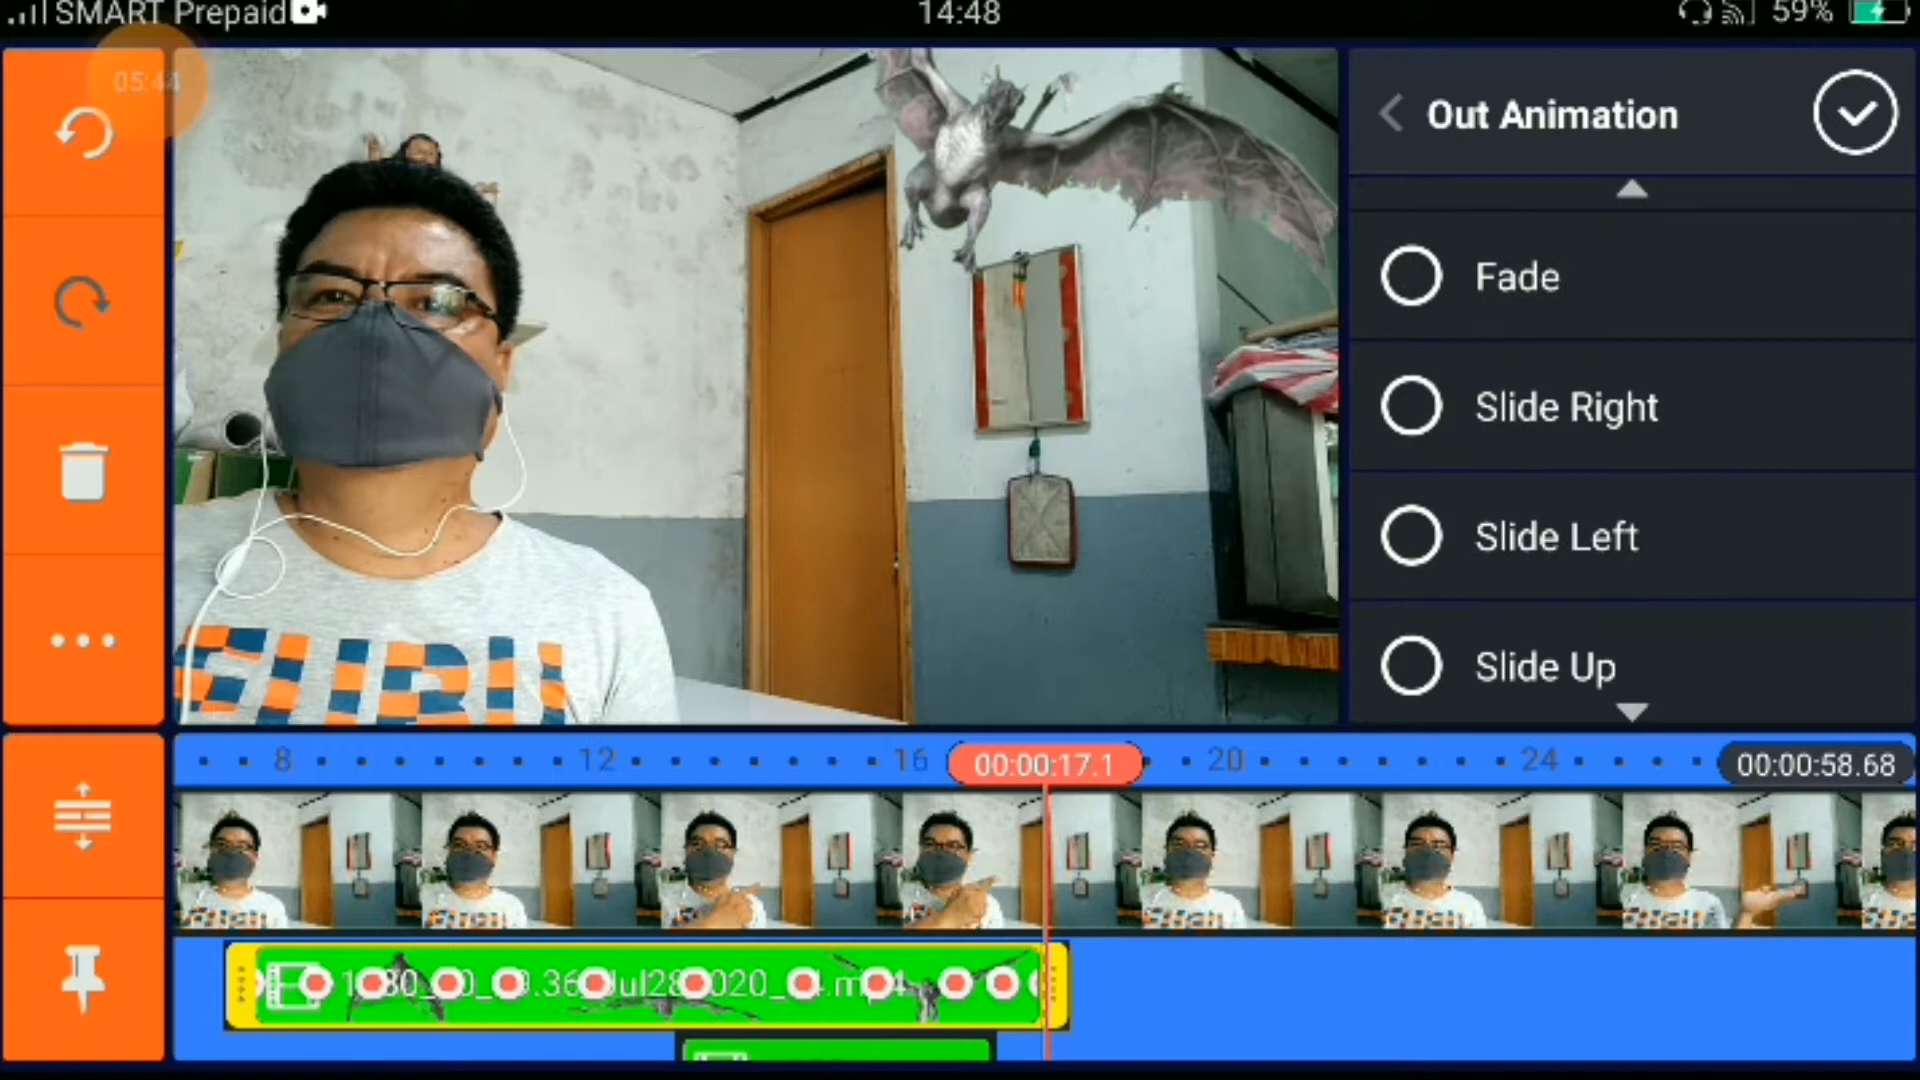 SMART Prepaid
14:48
59%
05:44
Out Animation
Fade
Slide Right
Slide Left
Slide Up
8 12 16 00:00:17.1 20 24 00:00:58.68